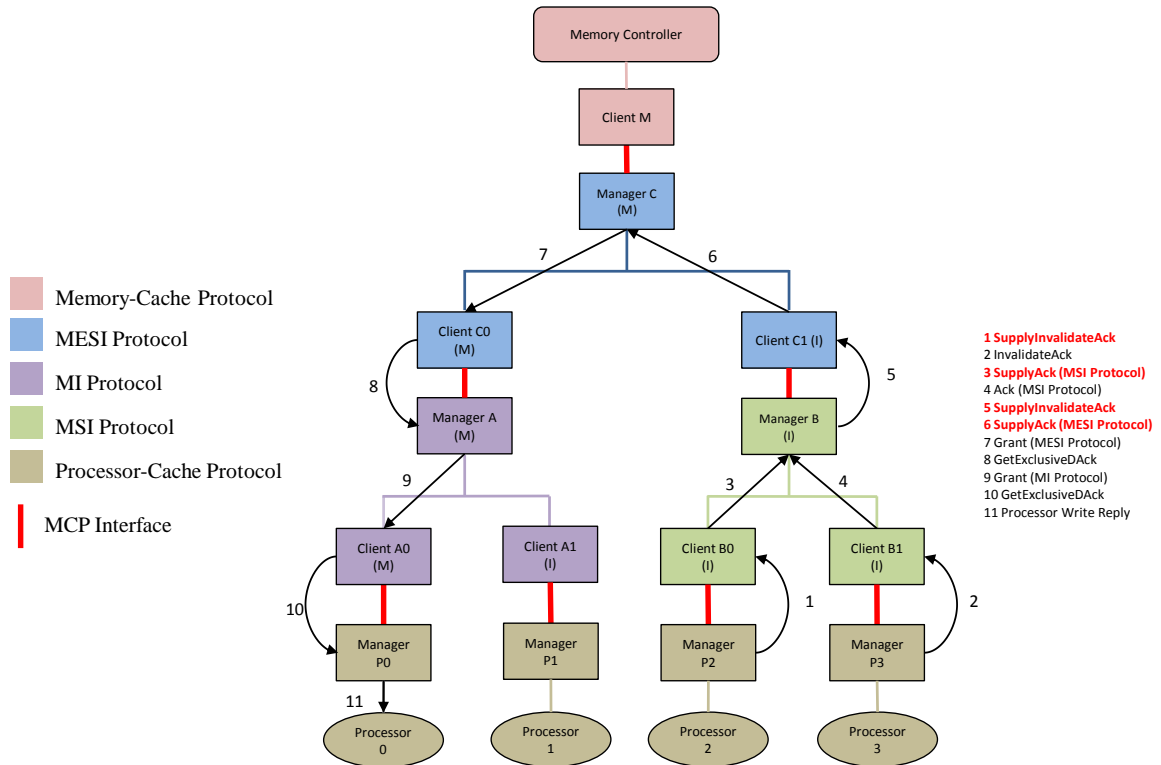 Memory Controller
Client M
Manager C
(M)
7
6
Memory-Cache Protocol
MESI Protocol
MI Protocol
MSI Protocol
Processor-Cache Protocol
MCP Interface
Client C0
(M)
Client C1 (I)
8
5
Manager A
(M)
Manager B
(I)
1 SupplyInvalidateAck
2 InvalidateAck
3 SupplyAck (MSI Protocol)
4 Ack (MSI Protocol)
5 SupplyInvalidateAck
6 SupplyAck (MESI Protocol)
7 Grant (MESI Protocol)
8 GetExclusiveDAck
9 Grant (MI Protocol)
10 GetExclusiveDAck
11 Processor Write Reply
9
3
4
Client A0
(M)
Client A1
(I)
Client B0
(I)
Client B1
(I)
10
1
2
Manager
P0
Manager
P1
Manager
P2
Manager
P3
11
Processor
0
Processor
1
Processor
2
Processor
3